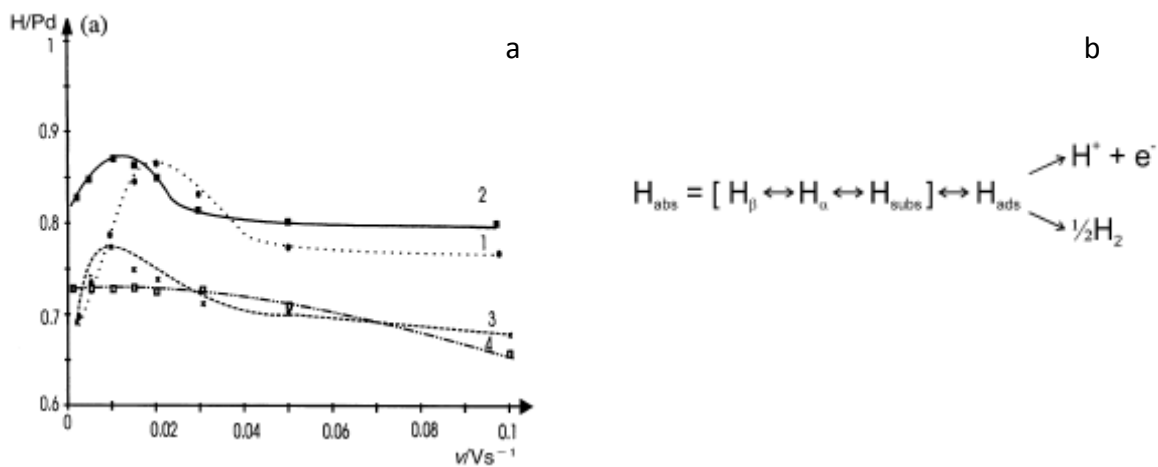 H/Pd (a)
a
b
1
0.9
0.8
0.7
0.6
2
1
3
4
0 0.02 0.04 0.06 0.08 0.1
v/Vs⁻¹
H⁺ + e⁻
H_abs = [ H_β ↔ H_α ↔ H_subs ] ↔ H_ads
½H₂